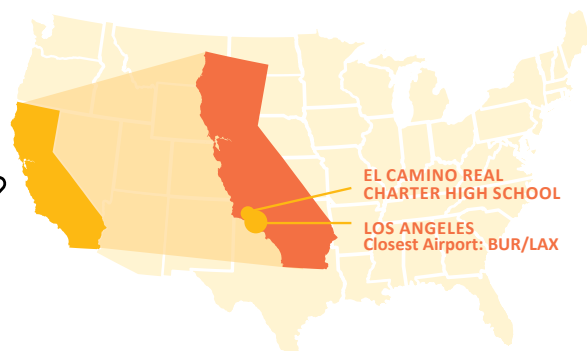 EL CAMINO REAL
CHARTER HIGH SCHOOL
LOS ANGELES
Closest Airport: BUR/LAX